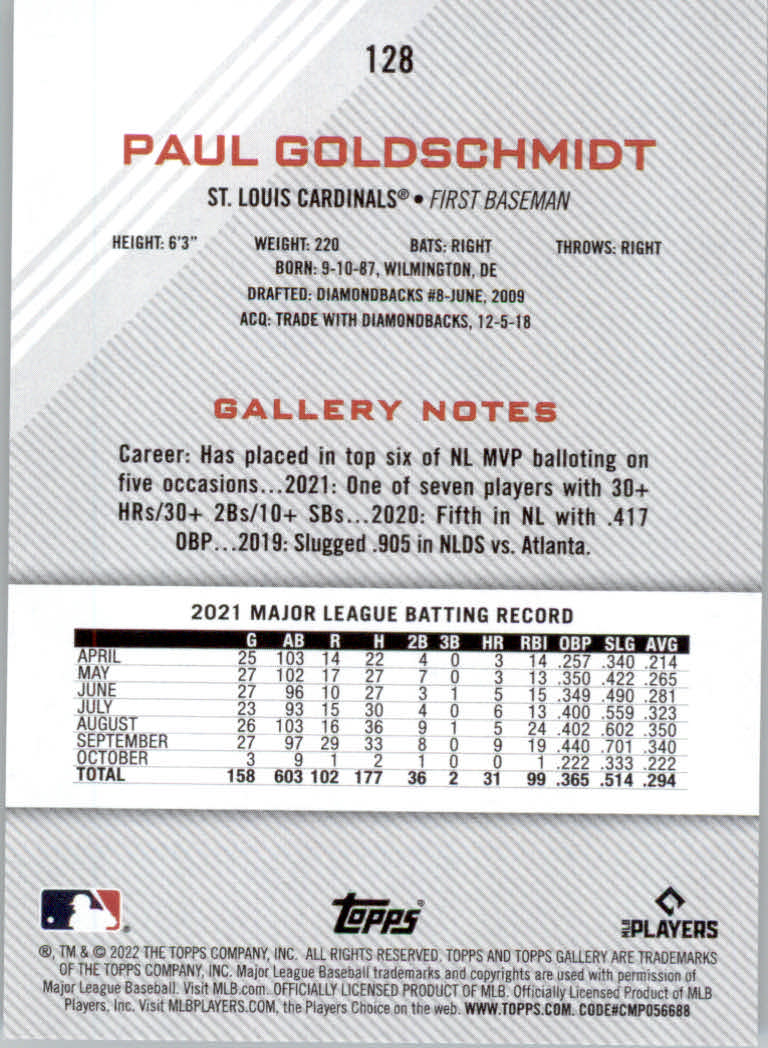 128
PAUL GOLDSCHMIDT
ST. LOUIS CARDINALS® • FIRST BASEMAN
HEIGHT: 6'3" WEIGHT: 220 BATS: RIGHT THROWS: RIGHT
BORN: 9-10-87, WILMINGTON, DE
DRAFTED: DIAMONDBACKS #8-JUNE, 2009
ACQ: TRADE WITH DIAMONDBACKS, 12-5-18
GALLERY NOTES
Career: Has placed in top six of NL MVP balloting on
five occasions...2021: One of seven players with 30+
HRs/30+ 2Bs/10+ SBs...2020: Fifth in NL with .417
OBP...2019: Slugged .905 in NLDS vs. Atlanta.
2021 MAJOR LEAGUE BATTING RECORD
G AB R H 2B 3B HR RBI OBP SLG AVG
APRIL 25 103 14 22 4 0 3 14 .257 .340 .214
MAY 27 102 17 27 7 0 3 13 .350 .422 .265
JUNE 27 96 10 27 3 1 5 15 .349 .490 .281
JULY 23 93 15 30 4 0 6 13 .400 .559 .323
AUGUST 26 103 16 36 9 1 5 24 .402 .602 .350
SEPTEMBER 27 97 29 33 8 0 9 19 .440 .701 .340
OCTOBER 3 9 1 2 1 0 0 1 .222 .333 .222
TOTAL 158 603 102 177 36 2 31 99 .365 .514 .294
® topps® MLB PLAYERS
®, TM & © 2022 THE TOPPS COMPANY, INC. ALL RIGHTS RESERVED. TOPPS AND TOPPS GALLERY ARE TRADEMARKS
OF THE TOPPS COMPANY, INC. Major League Baseball trademarks and copyrights are used with permission of
Major League Baseball. Visit MLB.com. OFFICIALLY LICENSED PRODUCT OF MLB. Officially Licensed Product of MLB
Players, Inc. Visit MLBPLAYERS.COM, the Players Choice on the web. WWW.TOPPS.COM. CODE#CMP056688